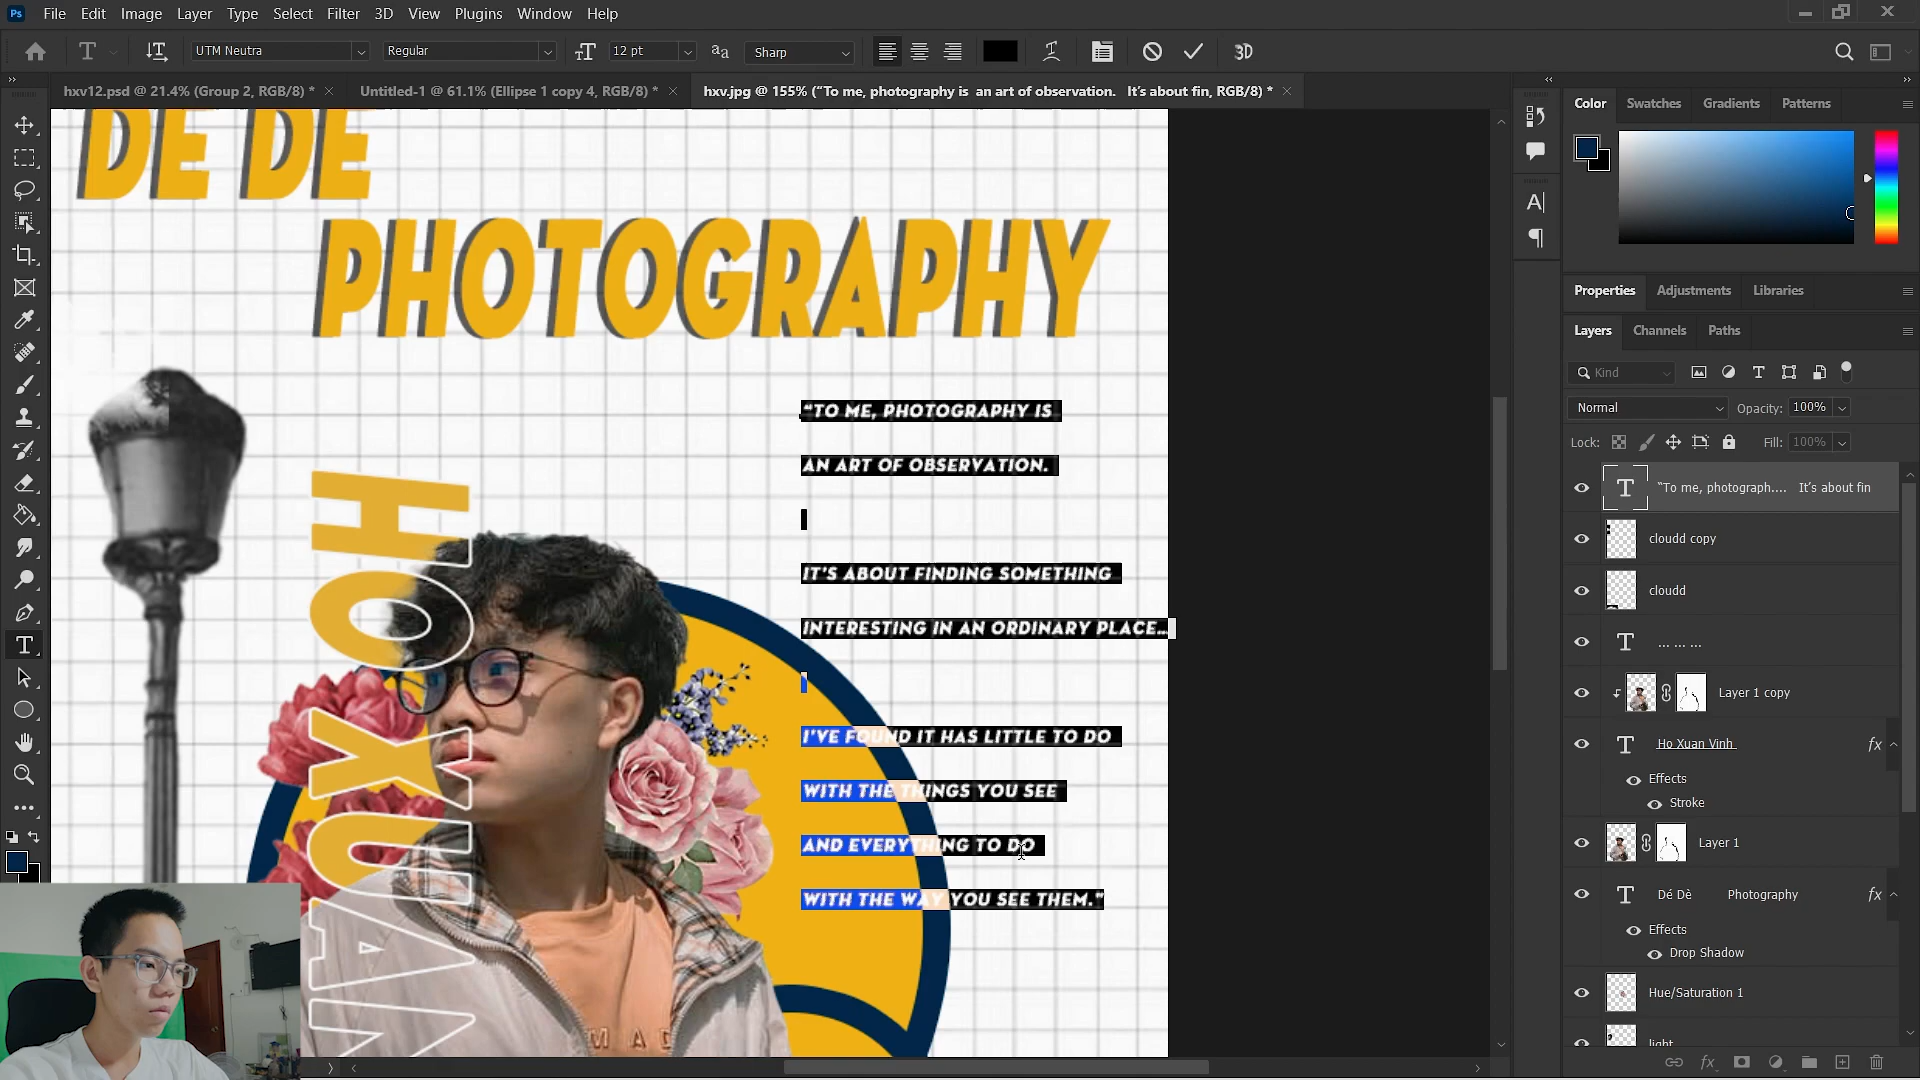 Ps File Edit Image Layer Type Select Filter 3D View Plugins Window Help
UTM Neutra Regular 12 pt Sharp 3D
hxv12.psd @ 21.4% (Group 2, RGB/8) * Untitled-1 @ 61.1% (Ellipse 1 copy 4, RGB/8) * hxv.jpg @ 155% (“To me, photography is an art of observation. It’s about fin, RGB/8) *
Color Swatches Gradients Patterns
Properties Adjustments Libraries
Layers Channels Paths
Kind
Normal Opacity: 100%
Lock: Fill: 100%
“To me, photograph.... It’s about fin
cloudd copy
cloudd
... ... ...
Layer 1 copy
Ho Xuan Vinh fx
Effects
Stroke
Layer 1
Dé Dè Photography fx
Effects
Drop Shadow
Hue/Saturation 1
light
DE DE
PHOTOGRAPHY
“TO ME, PHOTOGRAPHY IS
AN ART OF OBSERVATION.
IT’S ABOUT FINDING SOMETHING
INTERESTING IN AN ORDINARY PLACE...
I’VE FOUND IT HAS LITTLE TO DO
WITH THE THINGS YOU SEE
AND EVERYTHING TO DO
WITH THE WAY YOU SEE THEM.”
HO
XUAN